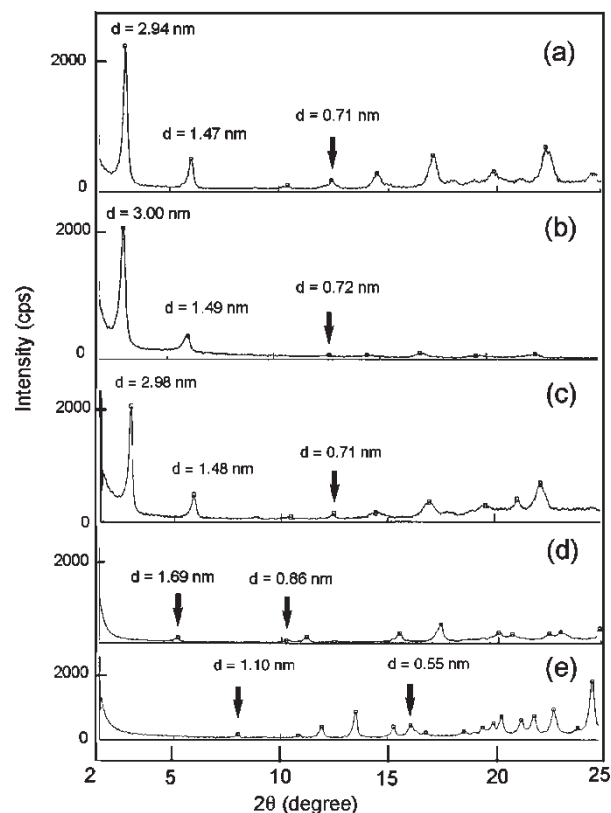 d = 2.94 nm
(a)
2000
d = 1.47 nm
d = 0.71 nm
0
d = 3.00 nm
(b)
2000
d = 1.49 nm
d = 0.72 nm
0
d = 2.98 nm
(c)
2000
d = 1.48 nm
d = 0.71 nm
0
(d)
2000
d = 1.69 nm
d = 0.86 nm
(e)
2000
d = 1.10 nm
d = 0.55 nm
0
2
5
10
15
20
25
2θ (degree)
Intensity (cps)